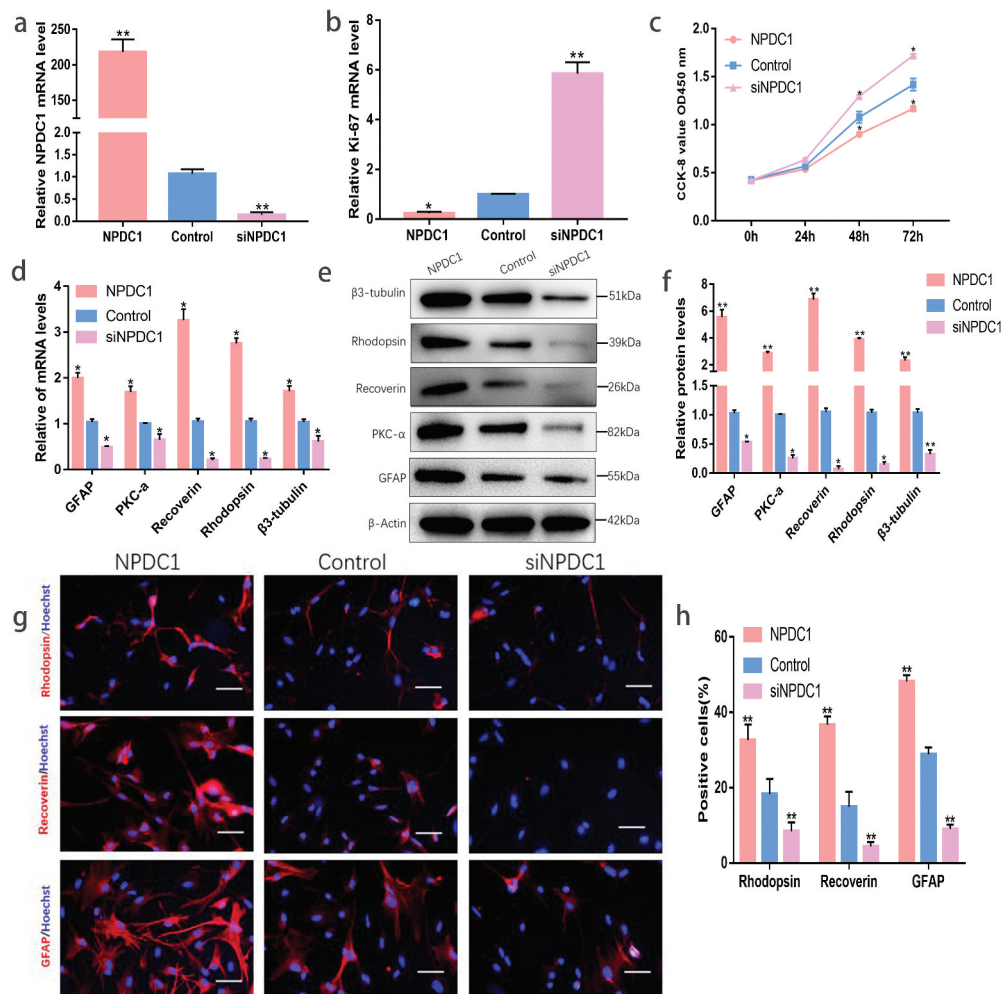 a
Relative NPDC1 mRNA level
250
200
150
100
2.0
1.5
1.0
0.5
0.0
**
**
NPDC1
Control
siNPDC1
b
Relative Ki-67 mRNA level
8
6
4
2
0
*
**
NPDC1
Control
siNPDC1
c
CCK-8 value OD450 nm
2.0
1.5
1.0
0.5
0.0
NPDC1
Control
siNPDC1
*
*
*
*
0h
24h
48h
72h
d
Relative of mRNA levels
4
3
2
1
0
NPDC1
Control
siNPDC1
* * * * *
* * * * *
GFAP
PKC-a
Recoverin
Rhodopsin
β3-tubulin
e
NPDC1
Control
siNPDC1
β3-tubulin
51kDa
Rhodopsin
39kDa
Recoverin
26kDa
PKC-α
82kDa
GFAP
55kDa
β-Actin
42kDa
f
Relative protein levels
8
6
4
2
1.5
1.0
0.5
0.0
NPDC1
Control
siNPDC1
** ** ** ** **
* * * * **
GFAP
PKC-a
Recoverin
Rhodopsin
β3-tubulin
g
NPDC1
Control
siNPDC1
Rhodopsin/Hoechst
Recoverin/Hoechst
GFAP/Hoechst
h
Positive cells(%)
60
40
20
0
NPDC1
Control
siNPDC1
** ** **
** ** **
Rhodopsin
Recoverin
GFAP